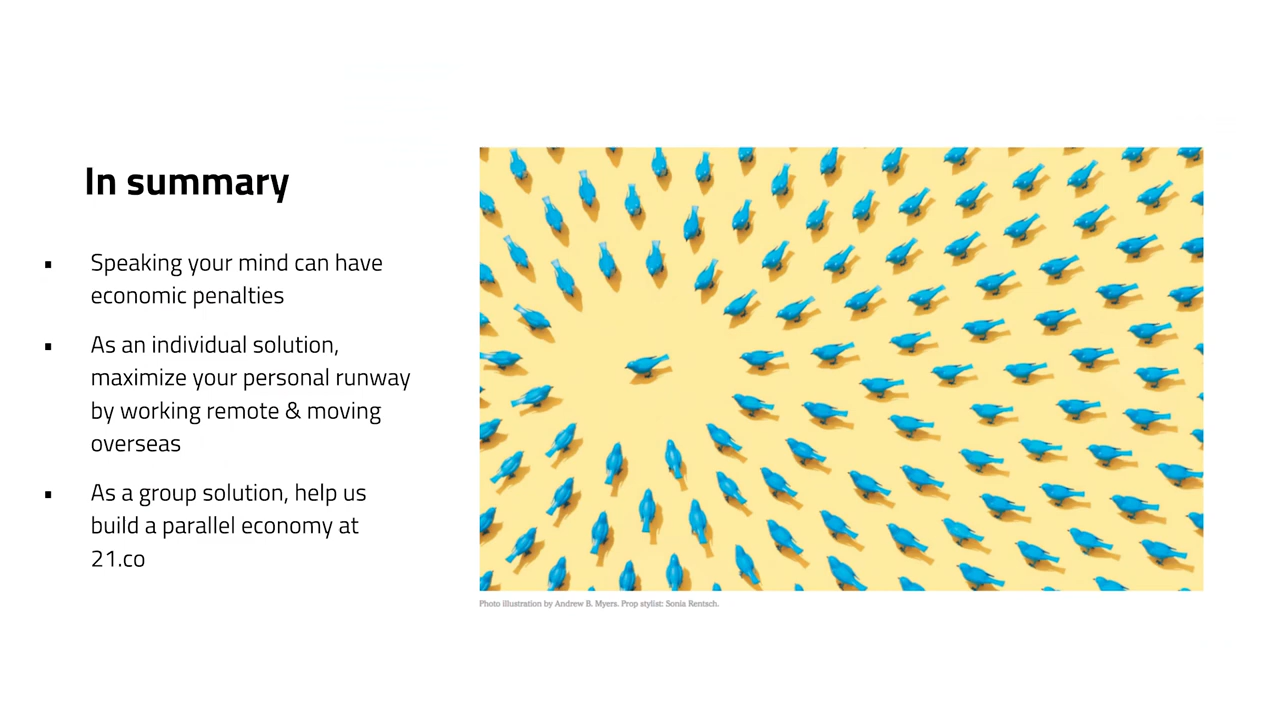 In summary
▪ Speaking your mind can have
economic penalties
▪ As an individual solution,
maximize your personal runway
by working remote & moving
overseas
▪ As a group solution, help us
build a parallel economy at
21.co
Photo illustration by Andrew B. Myers. Prop stylist: Sonia Rentsch.